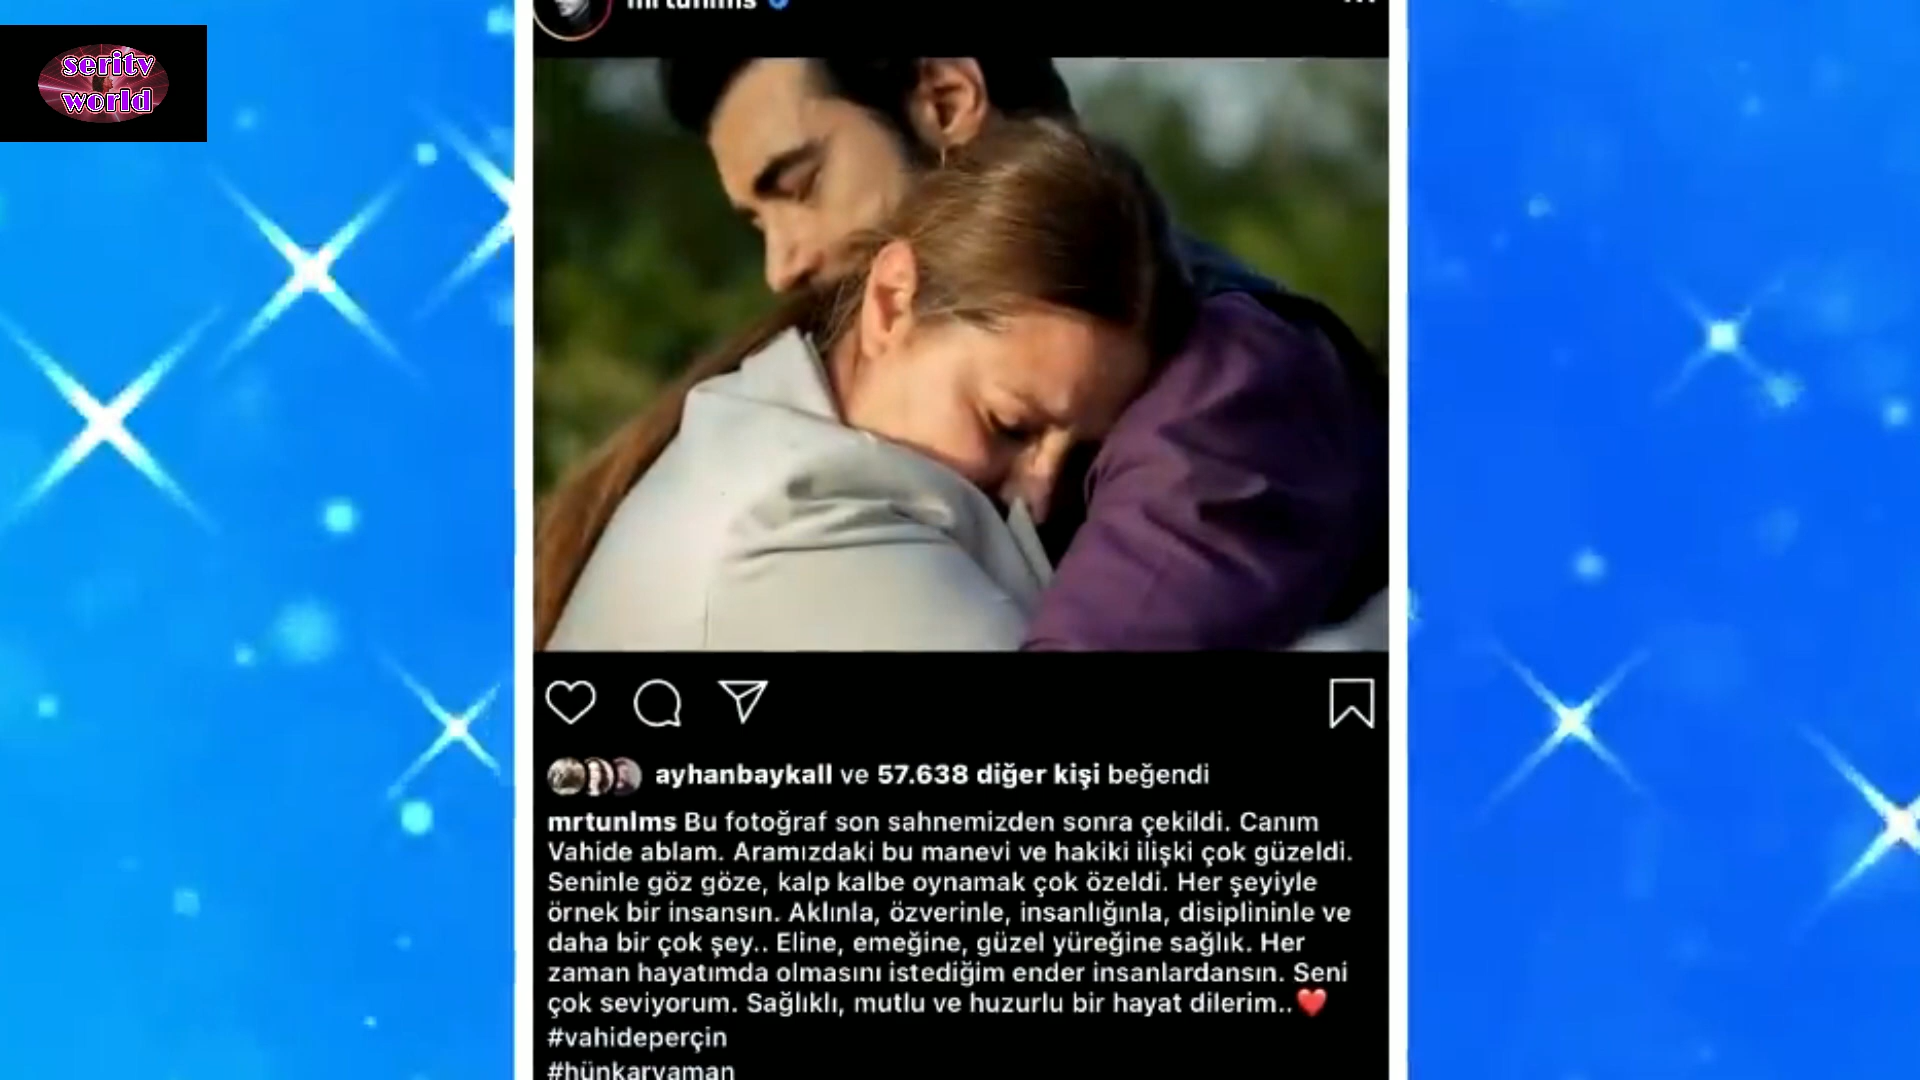 seritv
world
mrtunlms
ayhanbaykall ve 57.638 diğer kişi beğendi
mrtunlms Bu fotoğraf son sahnemizden sonra çekildi. Canım
Vahide ablam. Aramızdaki bu manevi ve hakiki ilişki çok güzeldi.
Seninle göz göze, kalp kalbe oynamak çok özeldi. Her şeyiyle
örnek bir insansın. Aklınla, özverinle, insanlığınla, disiplininle ve
daha bir çok şey.. Eline, emeğine, güzel yüreğine sağlık. Her
zaman hayatımda olmasını istediğim ender insanlardansın. Seni
çok seviyorum. Sağlıklı, mutlu ve huzurlu bir hayat dilerim..❤️
#vahideperçin
#hünkaryaman